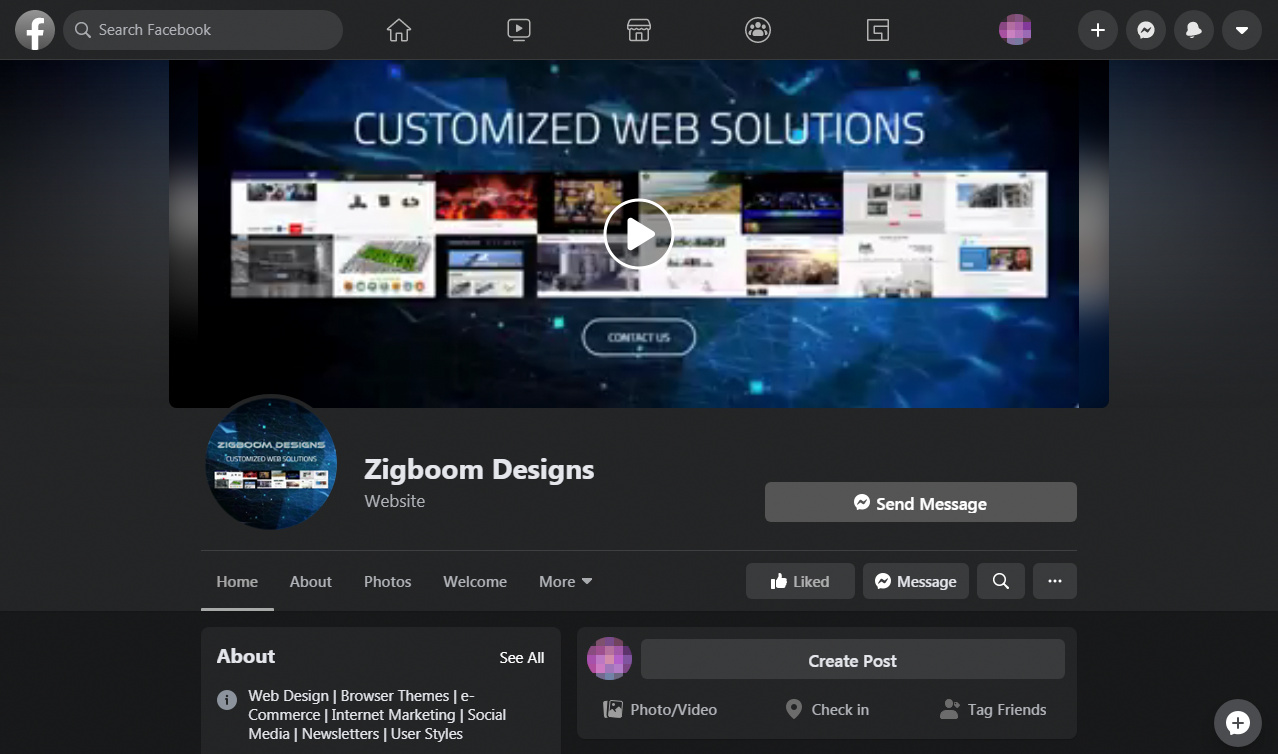 Search Facebook
CUSTOMIZED WEB SOLUTIONS
CONTACT US
ZIGBOOM DESIGNS
CUSTOMIZED WEB SOLUTIONS
Zigboom Designs
Website
Send Message
Home
About
Photos
Welcome
More
Liked
Message
About
See All
Web Design | Browser Themes | e-
Commerce | Internet Marketing | Social
Media | Newsletters | User Styles
Create Post
Photo/Video
Check in
Tag Friends